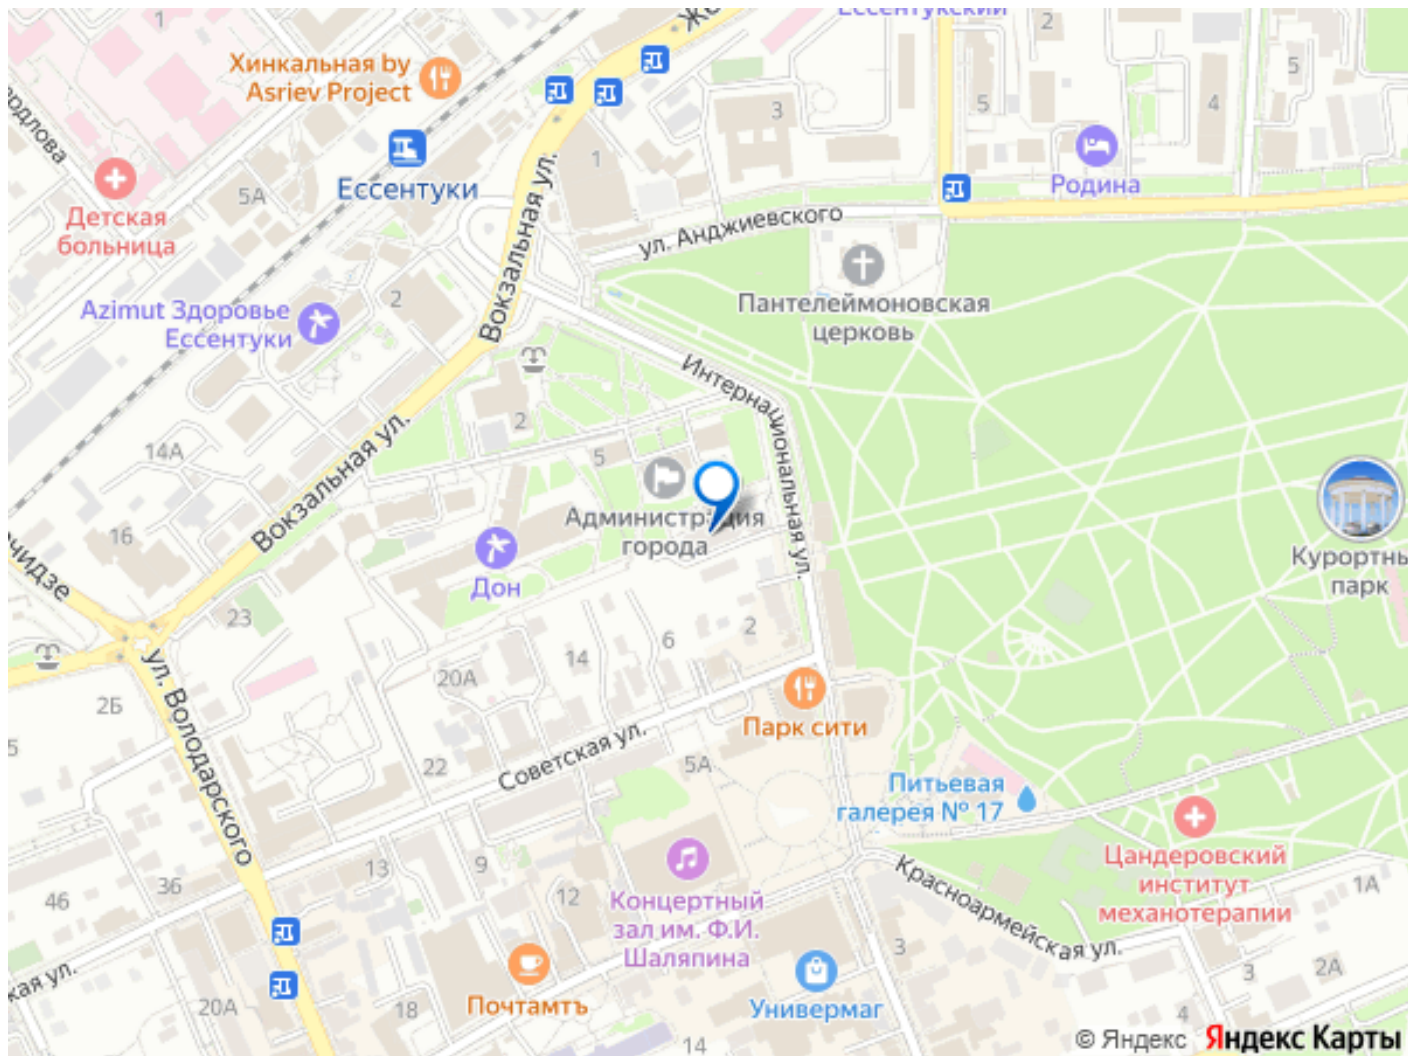 Ессентукский
1
2
Хинкальная by
Asriev Project
5
3
5
4
1
Ессентуки
5А
Родина
Детская
больница
Вокзальная ул.
ул. Анджиевского
Пантелеймоновская
церковь
Azimut Здоровье
Ессентуки
2
Интернациональная ул.
2
14А
5
Вокзальная ул.
Администрация
города
16
Дон
Курортный
парк
23
2
6
14
20А
2Б
ул. Володарского
Парк сити
5
22
Советская ул.
5А
Питьевая
галерея № 17
13
9
36
46
12
Концертный
зал им. Ф.И.
Шаляпина
Красноармейская ул.
Цандеровский
институт
механотерапии
1А
3
3
2А
Почтамтъ
Универмаг
20А
18
14
4
© Яндекс Яндекс Карты